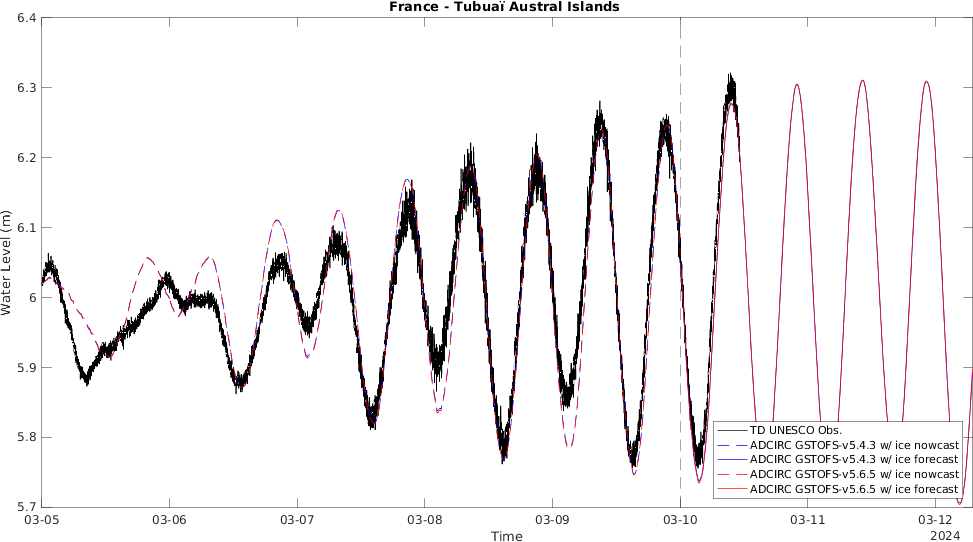 France - Tubuaï Austral Islands
6.4
6.3
6.2
6.1
6
5.9
5.8
5.7
Water Level (m)
TD UNESCO Obs.
ADCIRC GSTOFS-v5.4.3 w/ ice nowcast
ADCIRC GSTOFS-v5.4.3 w/ ice forecast
ADCIRC GSTOFS-v5.6.5 w/ ice nowcast
ADCIRC GSTOFS-v5.6.5 w/ ice forecast
03-05 03-06 03-07 03-08 03-09 03-10 03-11 03-12
Time
2024